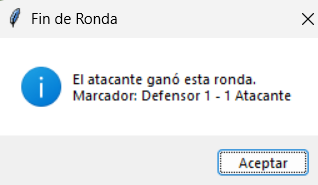 Fin de Ronda
El atacante ganó esta ronda.
Marcador: Defensor 1 - 1 Atacante
Aceptar